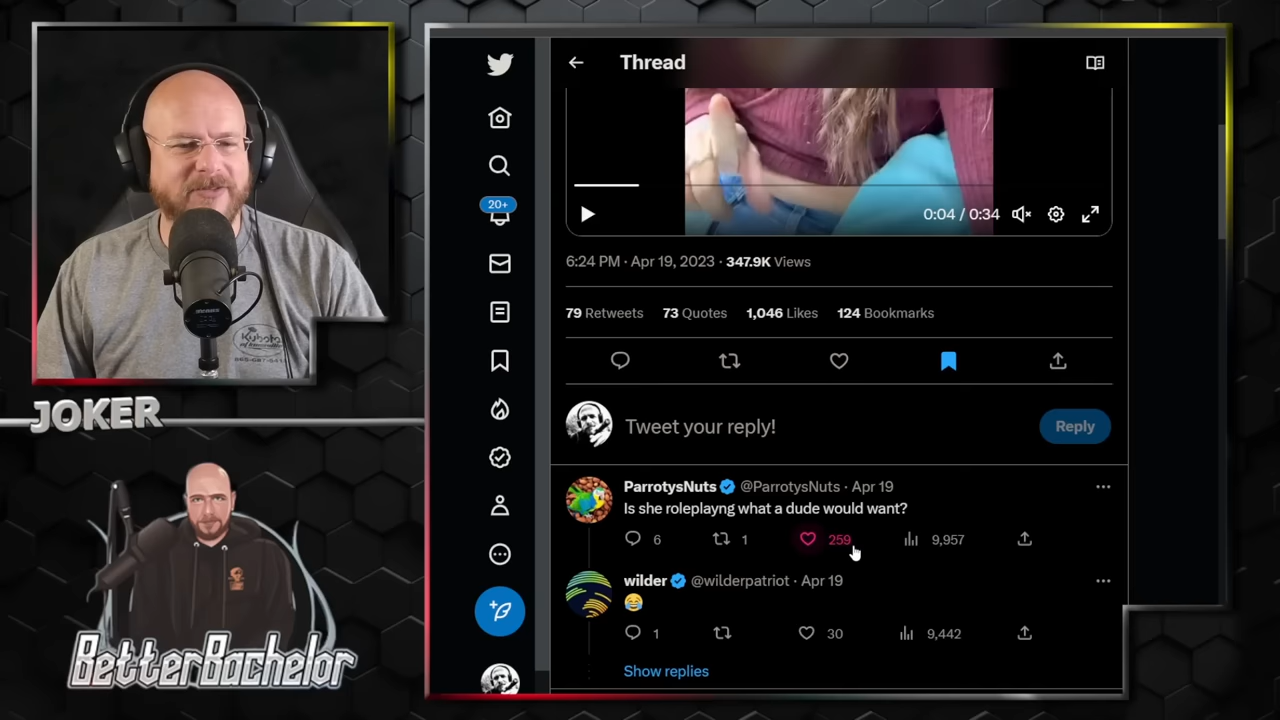 Thread
0:04 / 0:34
20+
6:24 PM · Apr 19, 2023 · 347.9K Views
79 Retweets 73 Quotes 1,046 Likes 124 Bookmarks
Tweet your reply!
Reply
ParrotysNuts @ParrotysNuts · Apr 19
Is she roleplayng what a dude would want?
6 1 259 9,957
wilder @wilderpatriot · Apr 19
😂
1 30 9,442
Show replies
Kubota
JOKER
BetterBachelor